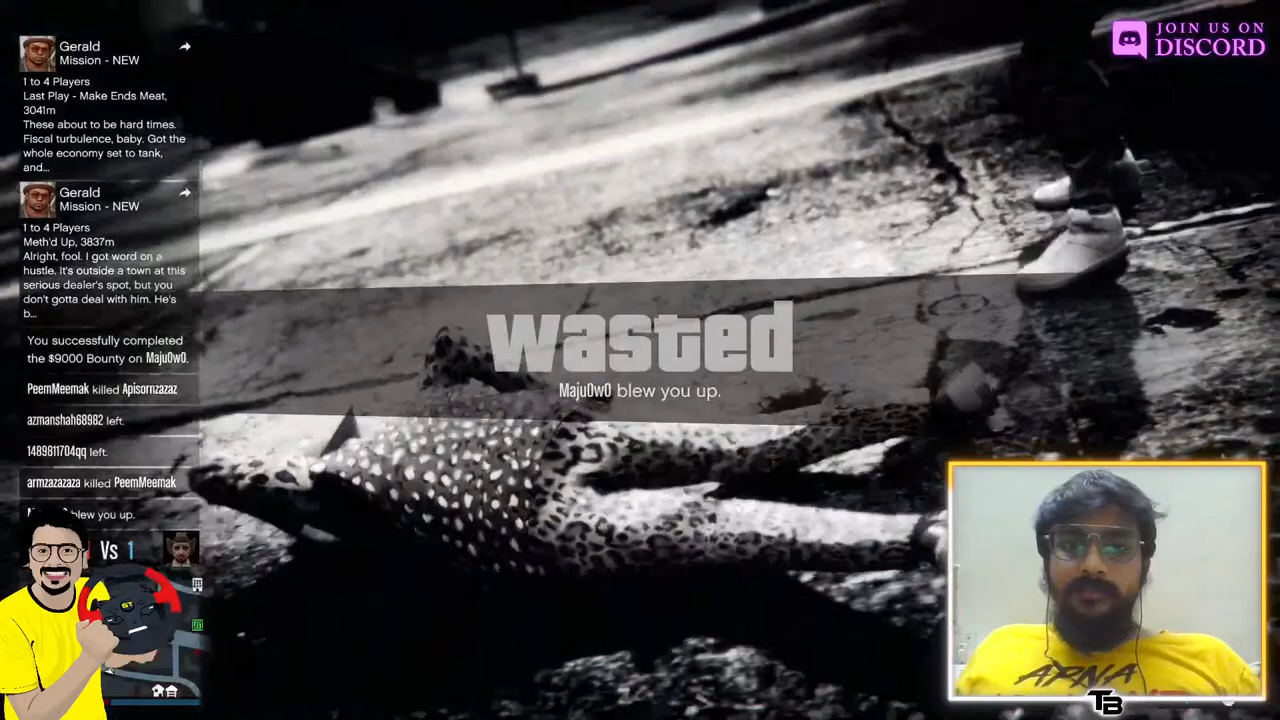 Gerald
Mission - NEW
1 to 4 Players
Last Play - Make Ends Meat,
3041m
These about to be hard times.
Fiscal turbulence, baby. Got the
whole economy set to tank,
and...
Gerald
Mission - NEW
1 to 4 Players
Meth'd Up, 3837m
Alright, fool. I got word on a
hustle. It's outside a town at this
serious dealer's spot, but you
don't gotta deal with him. He's
b...
You successfully completed
the $9000 Bounty on Maju0w0.
PeemMeemak killed Apisornzazaz
azmanshah68982 left.
1489811704qq left.
armzazazaza killed PeemMeemak
blew you up.
Vs 1
wasted
Maju0w0 blew you up.
JOIN US ON
DISCORD
APNA
TB